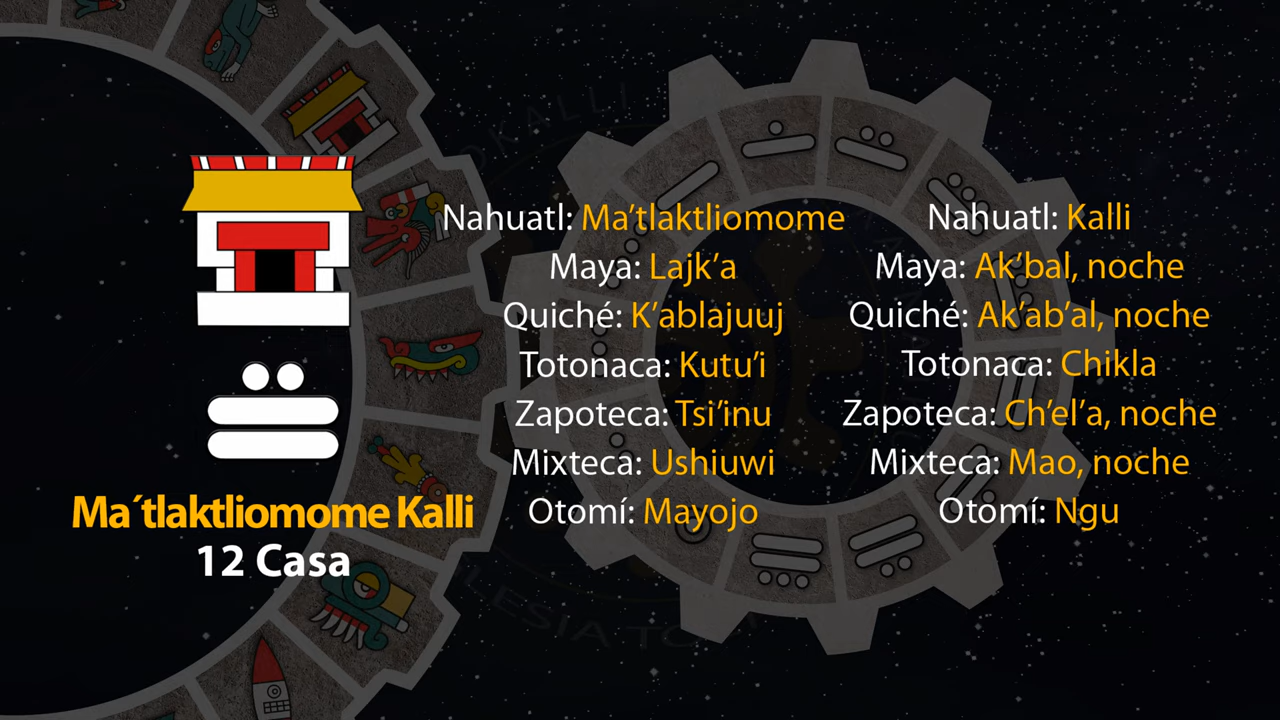 Nahuatl: Ma’tlaktliomome
Maya: Lajk’a
Quiché: K’ablajuuj
Totonaca: Kutu’i
Zapoteca: Tsi’inu
Mixteca: Ushiuwi
Otomí: Mayojo
Nahuatl: Kalli
Maya: Ak’bal, noche
Quiché: Ak’ab’al, noche
Totonaca: Chikla
Zapoteca: Ch’el’a, noche
Mixteca: Mao, noche
Otomí: Ngu
Ma´tlaktliomome Kalli
12 Casa